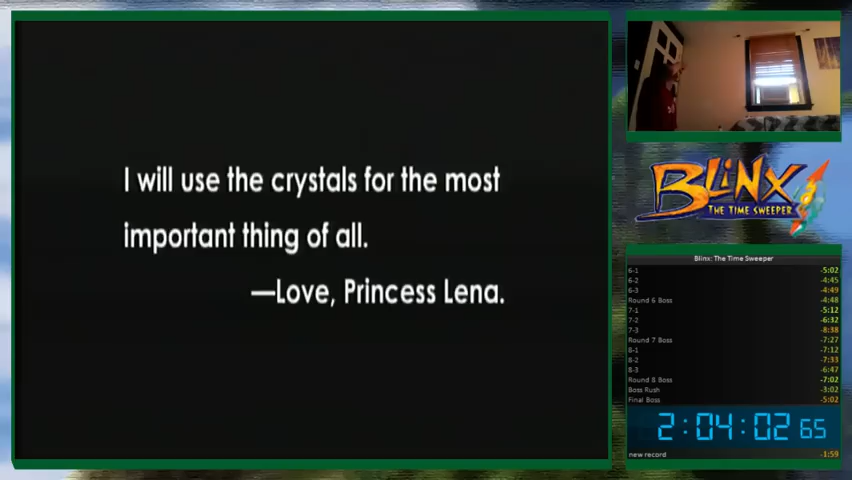 I will use the crystals for the most
important thing of all.
—Love, Princess Lena.
BLiNX
THE TIME SWEEPER
Blinx: The Time Sweeper
6-1 -5:02
6-2 -4:45
6-3 -4:49
Round 6 Boss -4:48
7-1 -5:12
7-2 -6:32
7-3 -8:38
Round 7 Boss -7:27
8-1 -7:12
8-2 -7:33
8-3 -6:47
Round 8 Boss -7:02
Boss Rush -3:02
Final Boss -5:02
2:04:02 65
new record -1:59